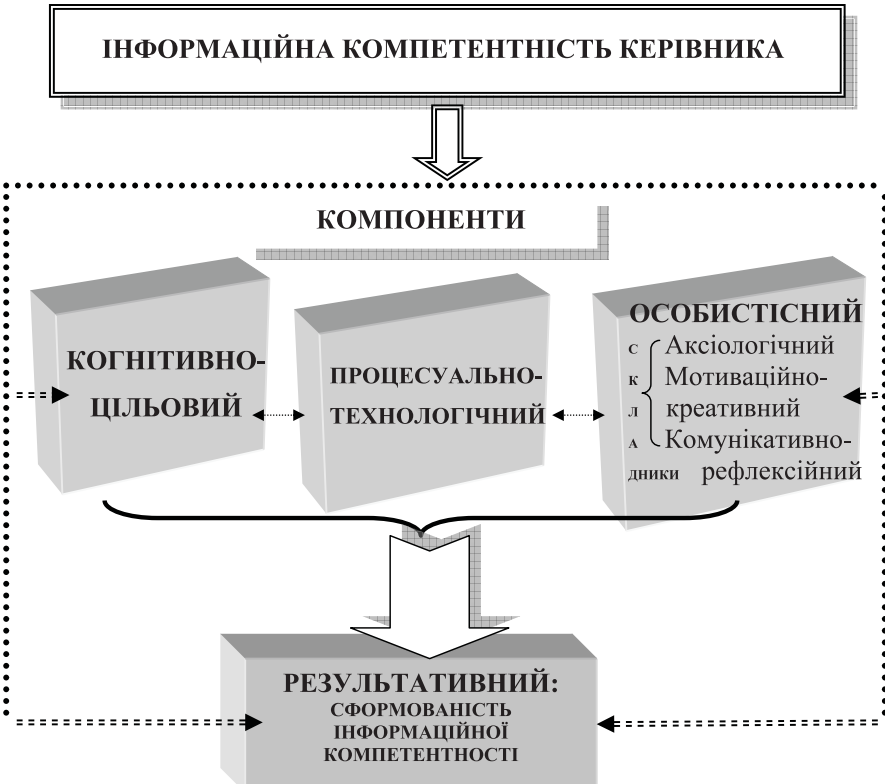 ІНФОРМАЦІЙНА КОМПЕТЕНТНІСТЬ КЕРІВНИКА
КОМПОНЕНТИ
КОГНІТИВНО-
ЦІЛЬОВИЙ
ПРОЦЕСУАЛЬНО-
ТЕХНОЛОГІЧНИЙ
ОСОБИСТІСНИЙ
С Аксіологічний
К Мотиваційно-
Л креативний
А Комунікативно-
ДНИКИ рефлексійний
РЕЗУЛЬТАТИВНИЙ:
СФОРМОВАНІСТЬ
ІНФОРМАЦІЙНОЇ
КОМПЕТЕНТНОСТІ